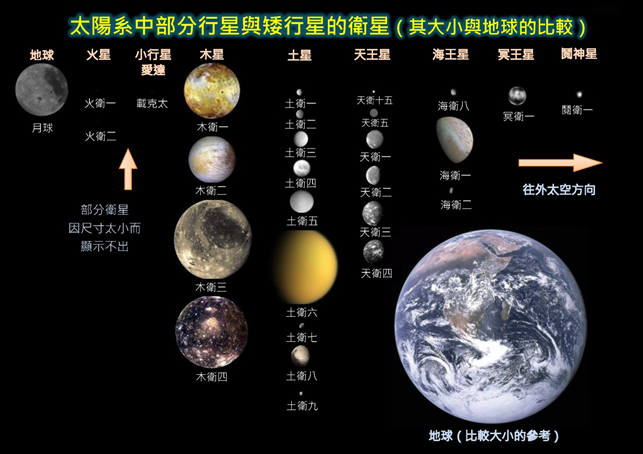 太陽系中部分行星與矮行星的衛星（其大小與地球的比較）
地球
火星
小行星
愛達
木星
土星
天王星
海王星
冥王星
鬩神星
月球
火衛一
火衛二
載克太
木衛一
木衛二
木衛三
木衛四
土衛一
土衛二
土衛三
土衛四
土衛五
土衛六
土衛七
土衛八
土衛九
天衛十五
天衛五
天衛一
天衛二
天衛三
天衛四
海衛八
海衛一
海衛二
冥衛一
鬩衛一
部分衛星
因尺寸太小而
顯示不出
往外太空方向
地球（比較大小的參考）